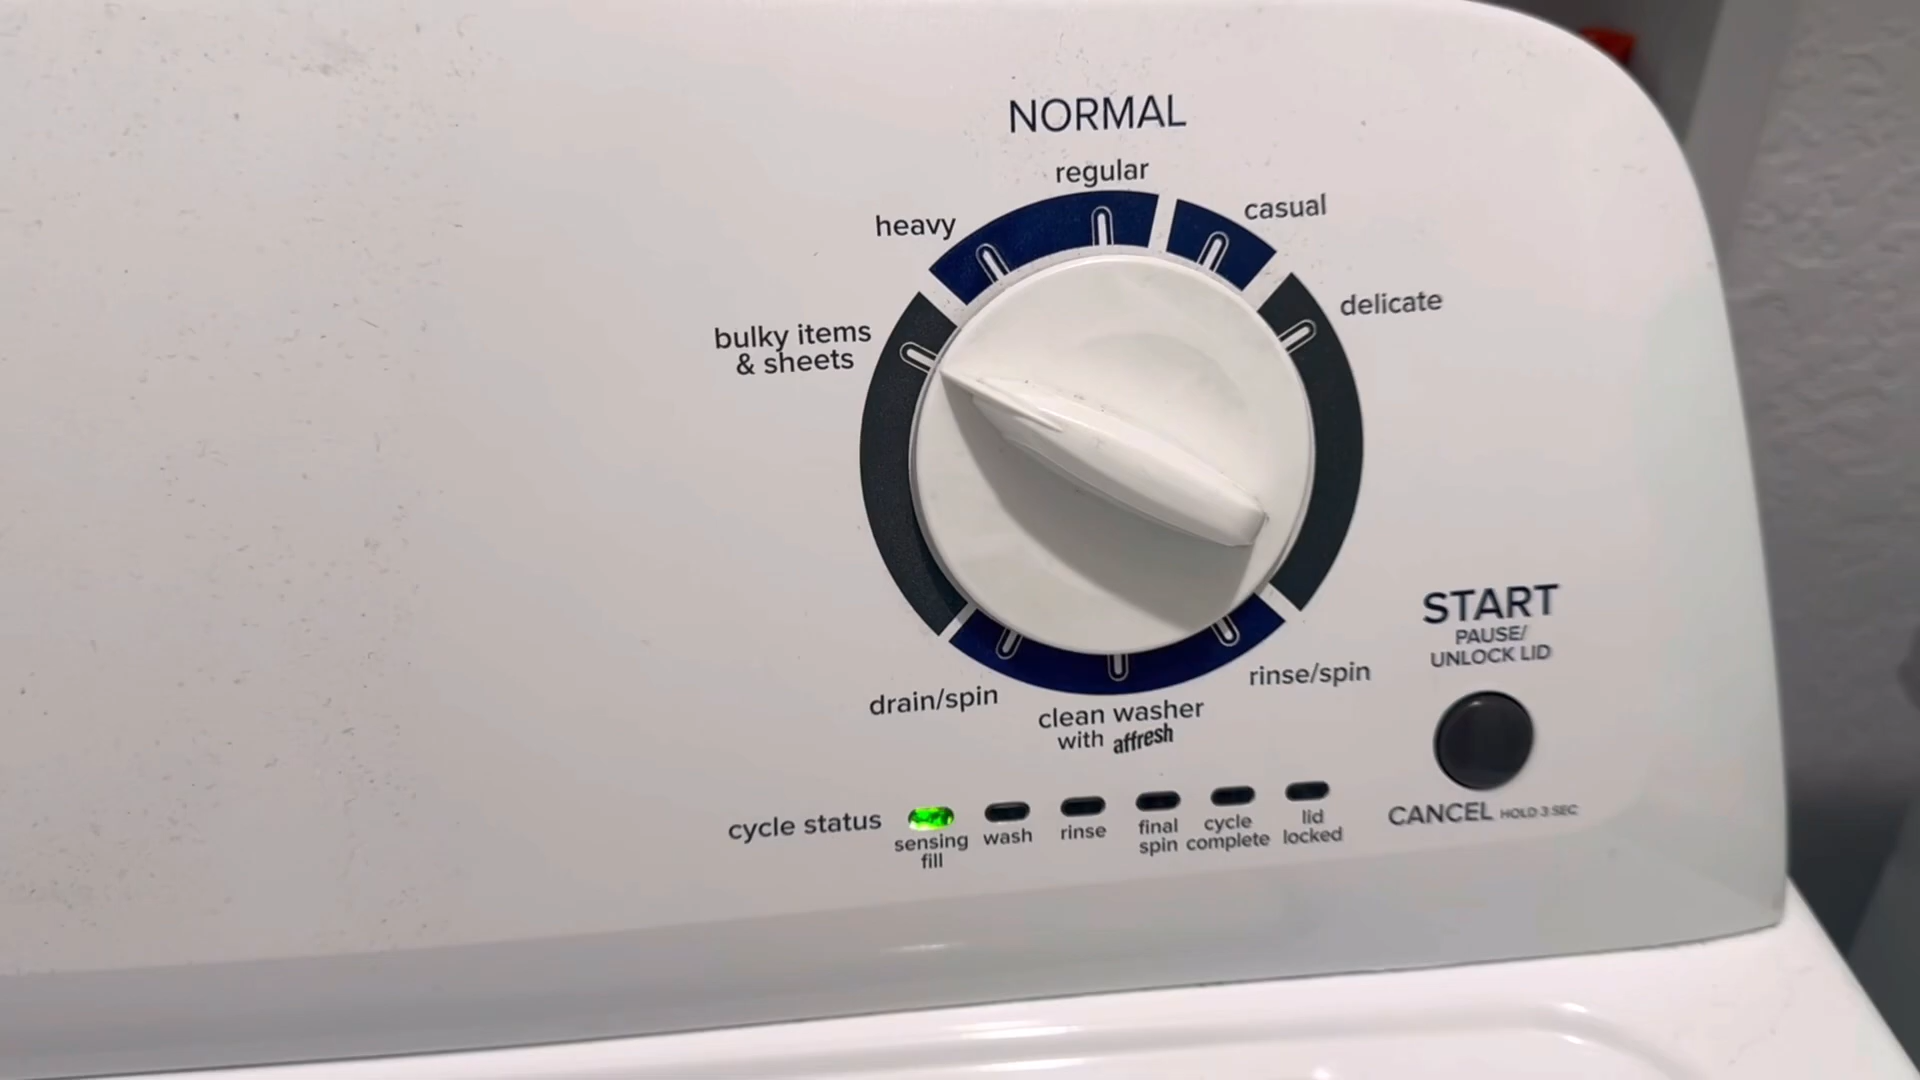 NORMAL
regular
heavy
casual
delicate
bulky items
& sheets
START
PAUSE/
UNLOCK LID
drain/spin
clean washer
with affresh
rinse/spin
cycle status
sensing
fill
wash
rinse
final
spin
cycle
complete
lid
locked
CANCEL HOLD 3 SEC